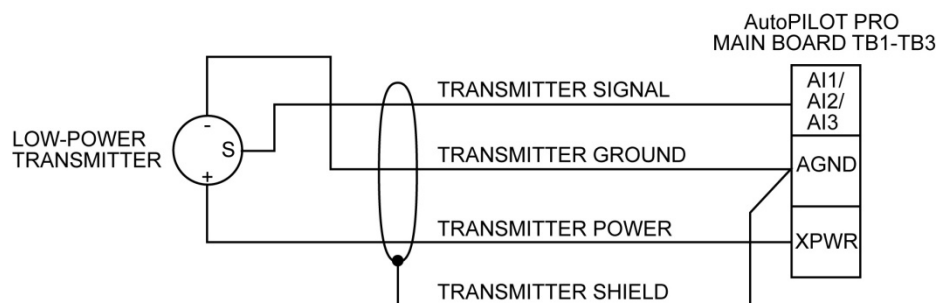 AutoPILOT PRO
MAIN BOARD TB1-TB3
TRANSMITTER SIGNAL
AI1/
AI2/
AI3
-
S
+
LOW-POWER
TRANSMITTER
TRANSMITTER GROUND
AGND
TRANSMITTER POWER
XPWR
TRANSMITTER SHIELD